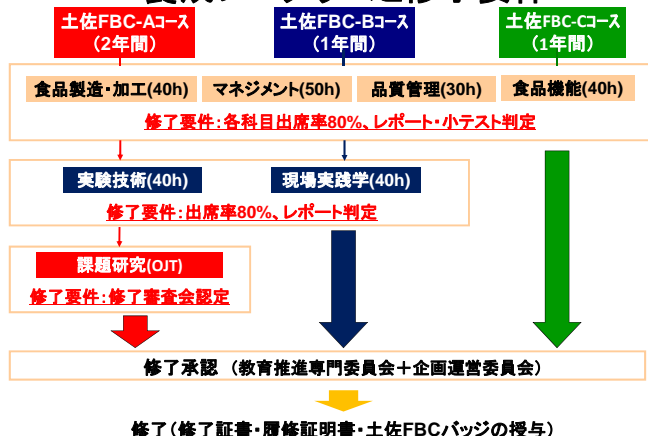 土佐FBC-Aコース
(2年間)
土佐FBC-Bコース
(1年間)
土佐FBC-Cコース
(1年間)
食品製造・加工(40h)
マネジメント(50h)
品質管理(30h)
食品機能(40h)
修了要件:各科目出席率80%、レポート・小テスト判定
実験技術(40h)
現場実践学(40h)
修了要件:出席率80%、レポート判定
課題研究(OJT)
修了要件:修了審査会認定
修了承認 (教育推進専門委員会+企画運営委員会)
修了(修了証書・履修証明書・土佐FBCバッジの授与)